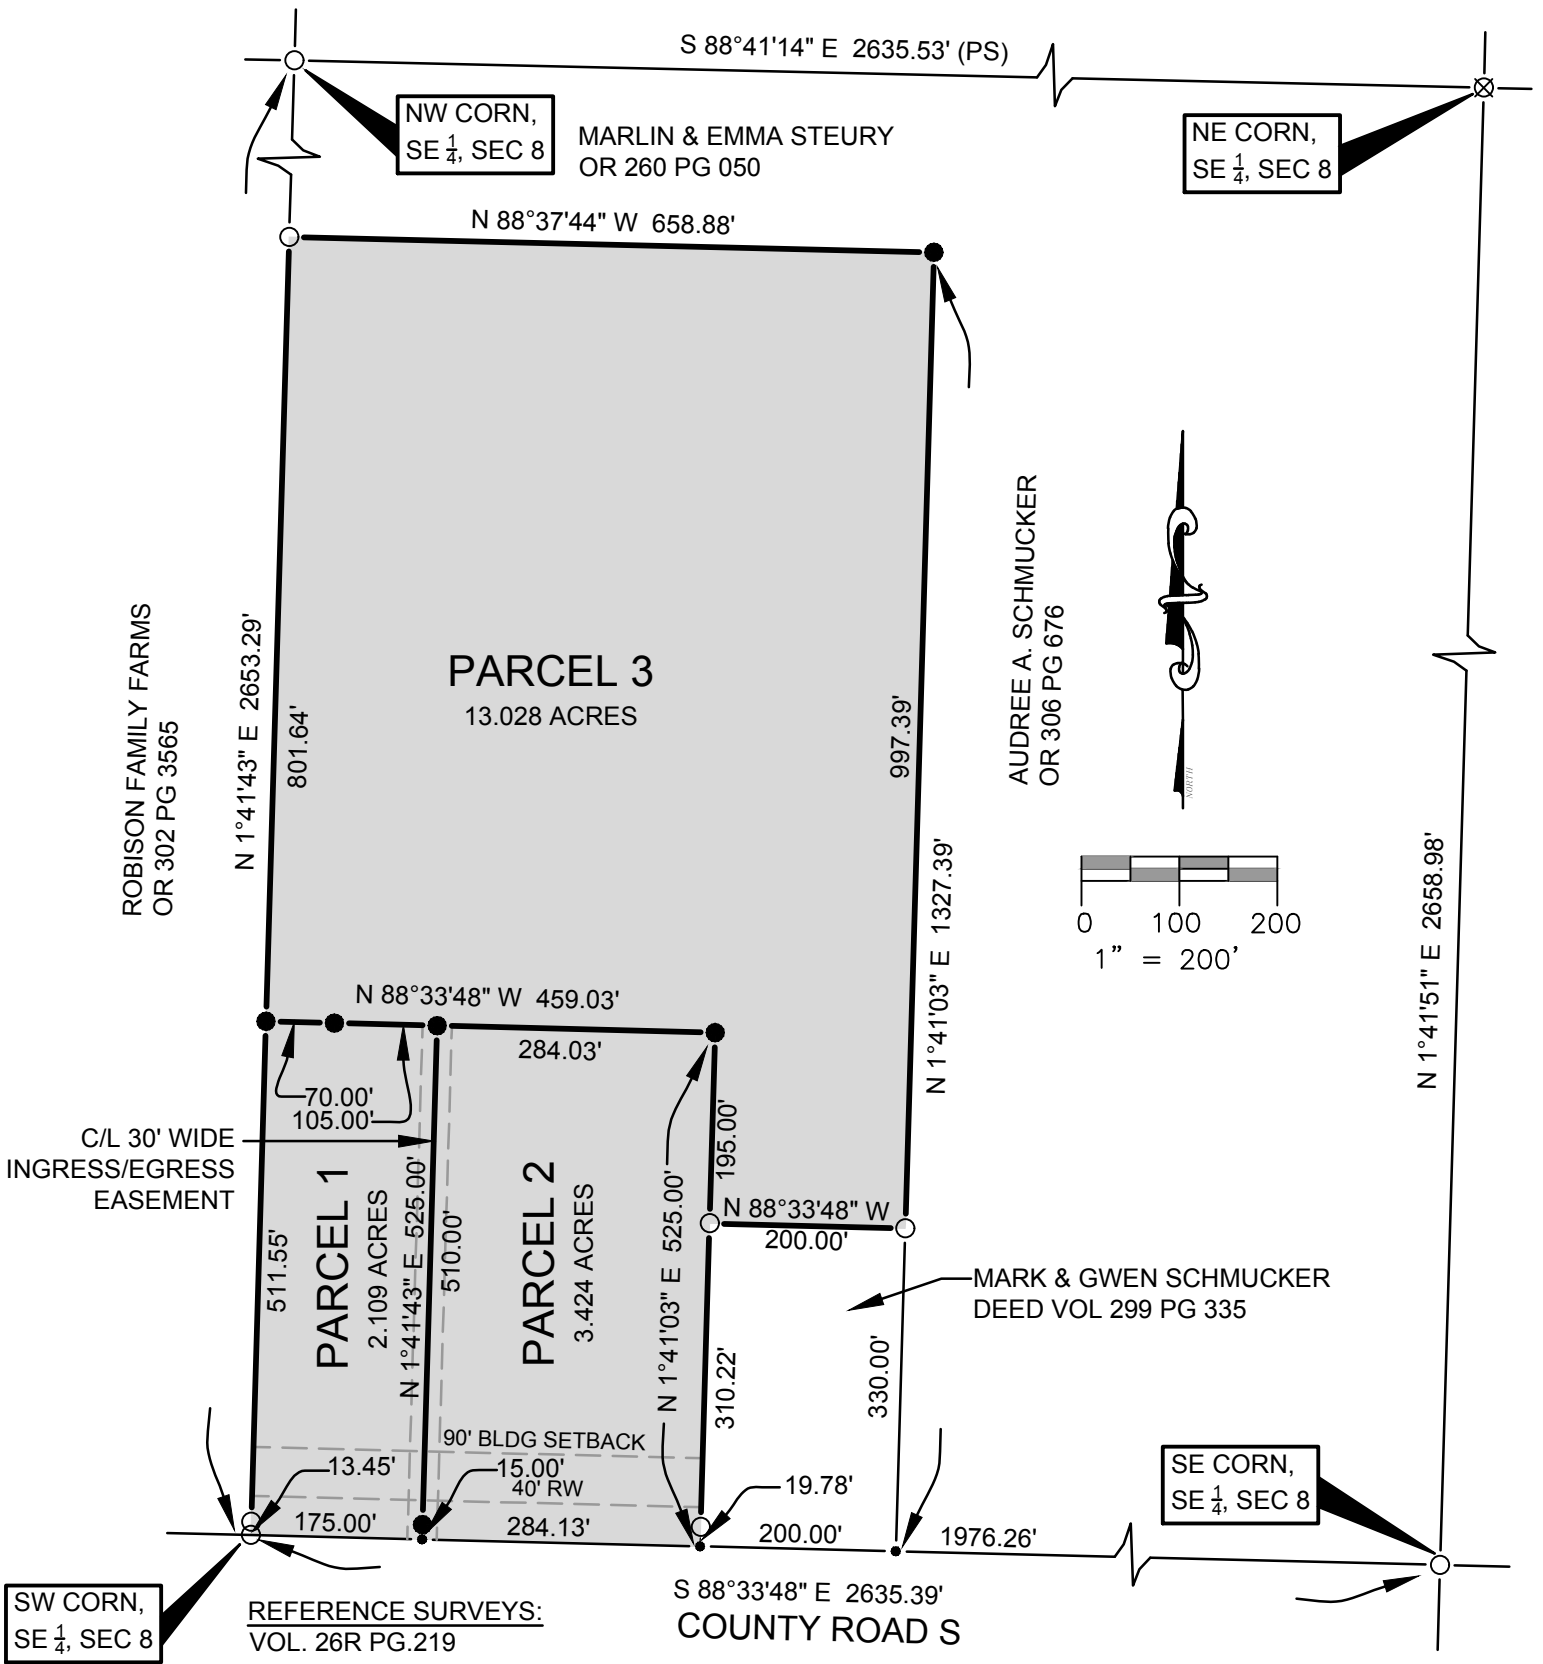 S 88°41'14" E 2635.53' (PS)
NW CORN,
SE 1/4, SEC 8
MARLIN & EMMA STEURY
OR 260 PG 050
NE CORN,
SE 1/4, SEC 8
N 88°37'44" W 658.88'
ROBISON FAMILY FARMS
OR 302 PG 3565
N 1°41'43" E 2653.29'
801.64'
PARCEL 3
13.028 ACRES
997.39'
N 1°41'03" E 1327.39'
AUDREE A. SCHMUCKER
OR 306 PG 676
NORTH
0 100 200
1" = 200'
N 1°41'51" E 2658.98'
N 88°33'48" W 459.03'
284.03'
70.00'
105.00'
C/L 30' WIDE
INGRESS/EGRESS
EASEMENT
511.55'
PARCEL 1
2.109 ACRES
N 1°41'43" E 525.00'
510.00'
PARCEL 2
3.424 ACRES
N 1°41'03" E 525.00'
195.00'
N 88°33'48" W
200.00'
310.22'
MARK & GWEN SCHMUCKER
DEED VOL 299 PG 335
330.00'
90' BLDG SETBACK
13.45'
15.00'
40' RW
19.78'
175.00'
284.13'
200.00'
1976.26'
SE CORN,
SE 1/4, SEC 8
SW CORN,
SE 1/4, SEC 8
REFERENCE SURVEYS:
VOL. 26R PG.219
S 88°33'48" E 2635.39'
COUNTY ROAD S